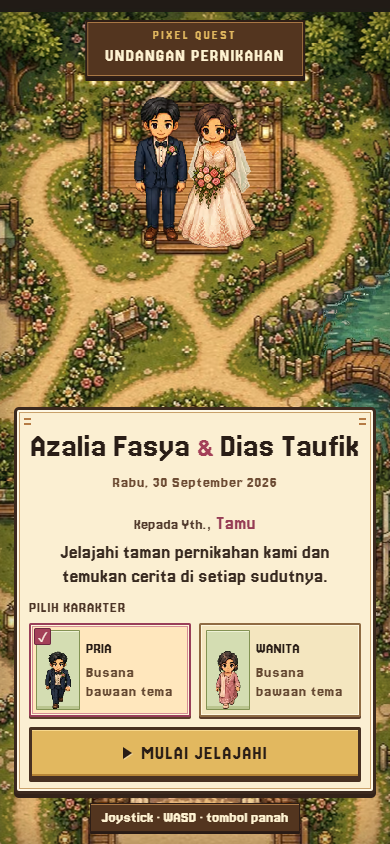 PIXEL QUEST
UNDANGAN PERNIKAHAN
Azalia Fasya & Dias Taufik
Rabu, 30 September 2026
Kepada Yth., Tamu
Jelajahi taman pernikahan kami dan
temukan cerita di setiap sudutnya.
PILIH KARAKTER
PRIA
Busana
bawaan tema
WANITA
Busana
bawaan tema
▶ MULAI JELAJAHI
Joystick · WASD · tombol panah